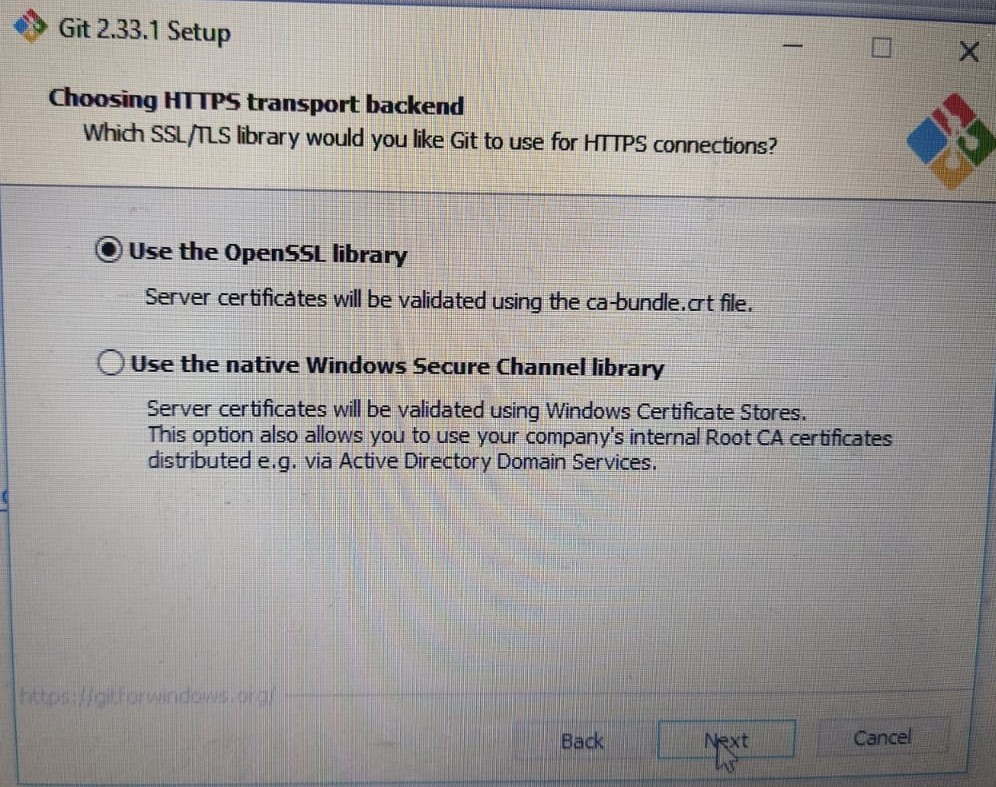 Git 2.33.1 Setup
Choosing HTTPS transport backend
Which SSL/TLS library would you like Git to use for HTTPS connections?
Use the OpenSSL library
Server certificates will be validated using the ca-bundle.crt file.
Use the native Windows Secure Channel library
Server certificates will be validated using Windows Certificate Stores.
This option also allows you to use your company's internal Root CA certificates
distributed e.g. via Active Directory Domain Services.
https://gitforwindows.org/
Back
Next
Cancel